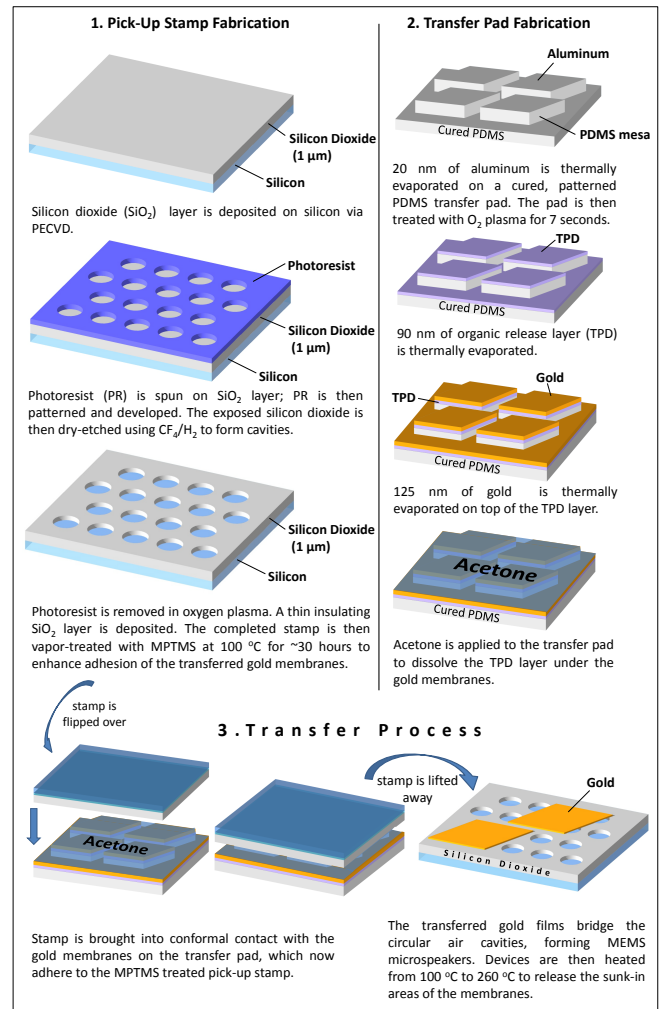 1. Pick-Up Stamp Fabrication
Silicon Dioxide
(1 µm)
Silicon
Silicon dioxide (SiO2) layer is deposited on silicon via
PECVD.
Photoresist
Silicon Dioxide
(1 µm)
Silicon
Photoresist (PR) is spun on SiO2 layer; PR is then
patterned and developed. The exposed silicon dioxide is
then dry-etched using CF4/H2 to form cavities.
Silicon Dioxide
(1 µm)
Silicon
Photoresist is removed in oxygen plasma. A thin insulating
SiO2 layer is deposited. The completed stamp is then
vapor-treated with MPTMS at 100 °C for ~30 hours to
enhance adhesion of the transferred gold membranes.
2. Transfer Pad Fabrication
Aluminum
PDMS mesa
Cured PDMS
20 nm of aluminum is thermally
evaporated on a cured, patterned
PDMS transfer pad. The pad is then
treated with O2 plasma for 7 seconds.
TPD
Cured PDMS
90 nm of organic release layer (TPD)
is thermally evaporated.
Gold
TPD
Cured PDMS
125 nm of gold is thermally
evaporated on top of the TPD layer.
Acetone
Cured PDMS
Acetone is applied to the transfer pad
to dissolve the TPD layer under the
gold membranes.
3.Transfer Process
stamp is
flipped over
Acetone
stamp is lifted
away
Gold
Silicon Dioxide
Stamp is brought into conformal contact with the
gold membranes on the transfer pad, which now
adhere to the MPTMS treated pick-up stamp.
The transferred gold films bridge the
circular air cavities, forming MEMS
microspeakers. Devices are then heated
from 100 °C to 260 °C to release the sunk-in
areas of the membranes.